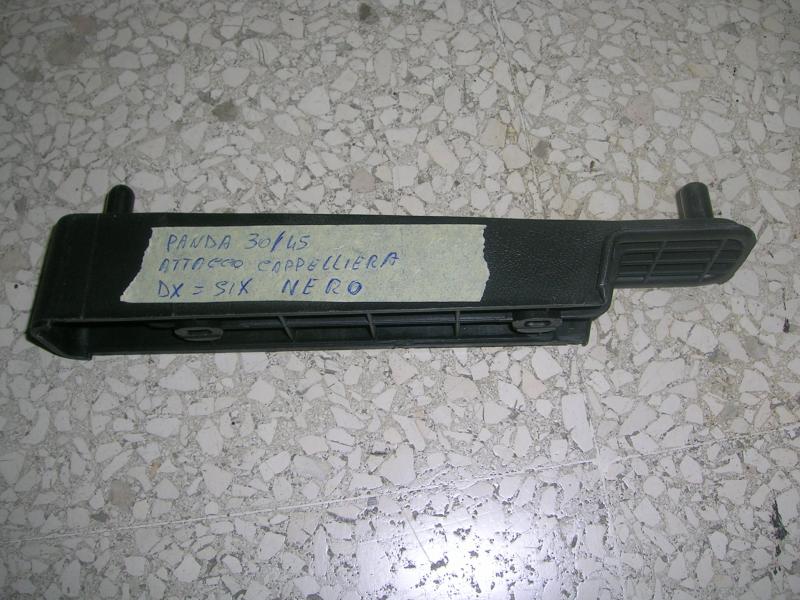 PANDA 30/45
ATTACCO CAPPELLIERA
DX = SIX NERO